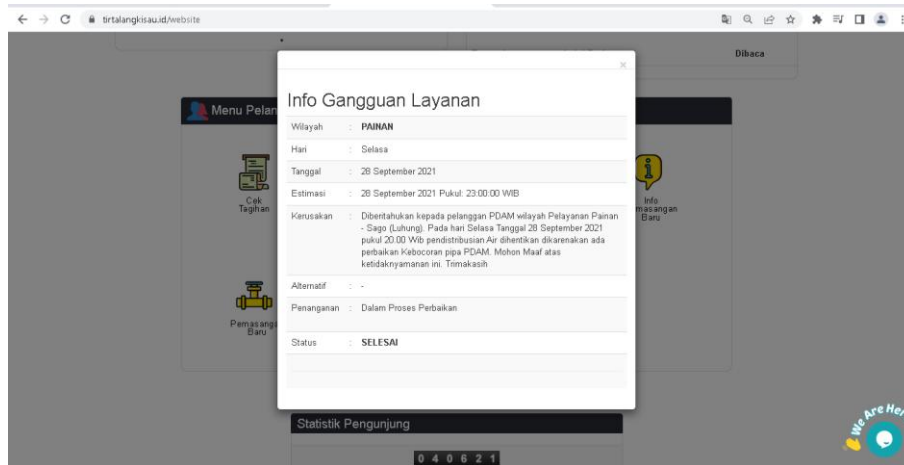 tirtalangkisau.id/website
Dibaca
Menu Pelan
Info Gangguan Layanan
Wilayah : PAINAN
Hari : Selasa
Tanggal : 28 September 2021
Estimasi : 28 September 2021 Pukul: 23:00:00 WIB
Kerusakan : Diberitahukan kepada pelanggan PDAM wilayah Pelayanan Painan
- Sago (Luhung). Pada hari Selasa Tanggal 28 September 2021
pukul 20.00 Wib pendistribusian Air dihentikan dikarenakan ada
perbaikan Kebocoran pipa PDAM. Mohon Maaf atas
ketidaknyamanan ini. Trimakasih
Alternatif : -
Penanganan : Dalam Proses Perbaikan
Status : SELESAI
Cek
Tagihan
Info
masangan
Baru
Pemasanga
Baru
Statistik Pengunjung
0 4 0 6 2 1
We Are Her